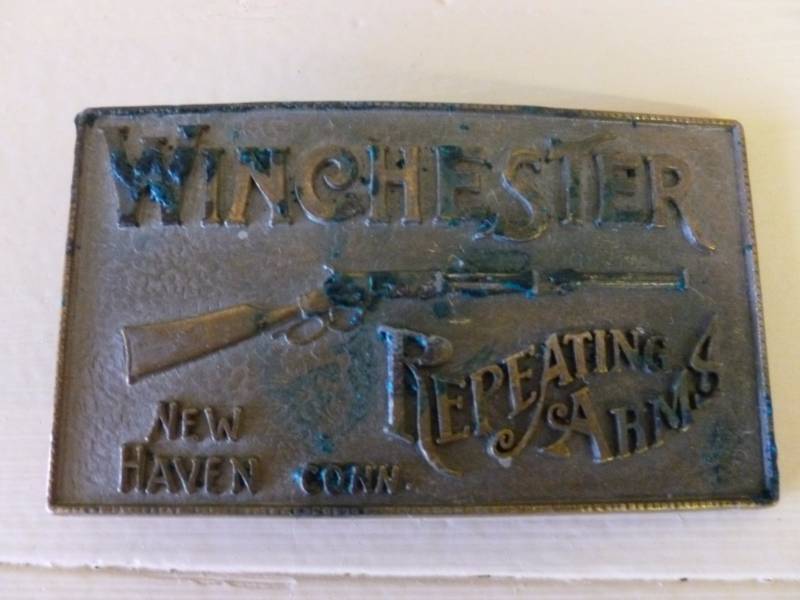 WINCHESTER
REPEATING
ARMS
NEW
HAVEN CONN.